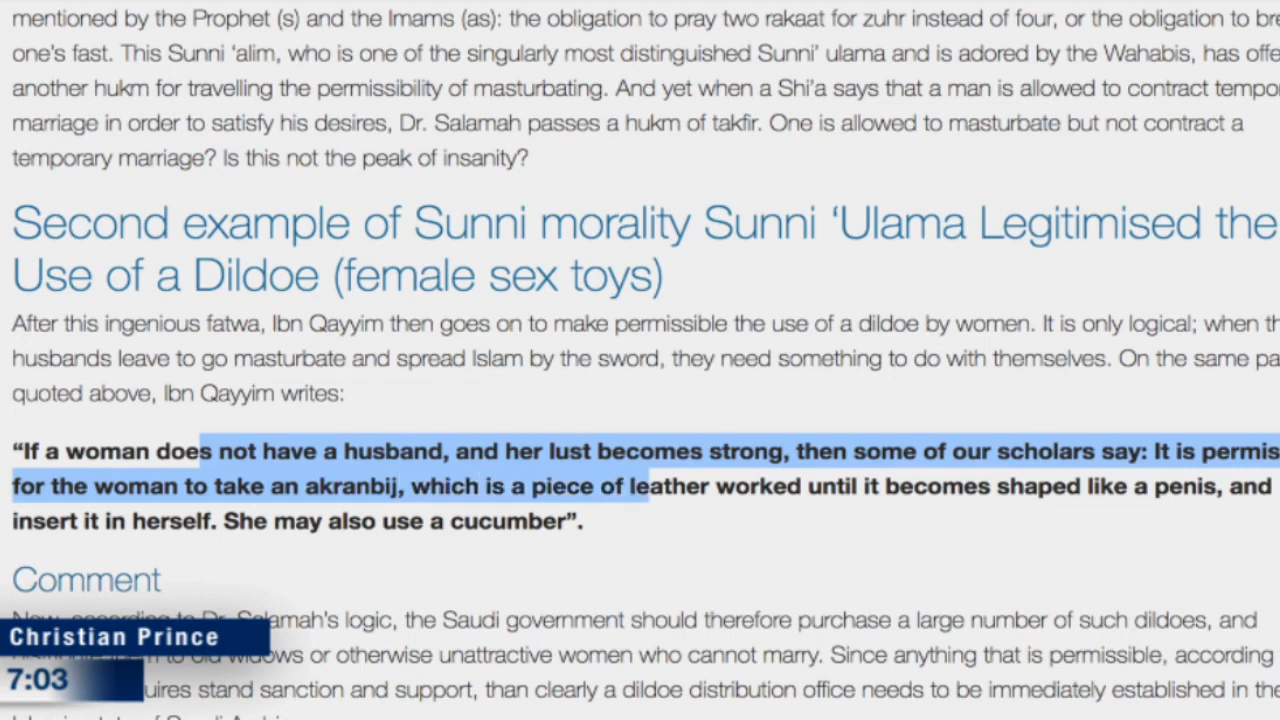 mentioned by the Prophet (s) and the Imams (as): the obligation to pray two rakaat for zuhr instead of four, or the obligation to bre
one's fast. This Sunni 'alim, who is one of the singularly most distinguished Sunni' ulama and is adored by the Wahabis, has offe
another hukm for travelling the permissibility of masturbating. And yet when a Shi'a says that a man is allowed to contract tempo
marriage in order to satisfy his desires, Dr. Salamah passes a hukm of takfir. One is allowed to masturbate but not contract a
temporary marriage? Is this not the peak of insanity?
Second example of Sunni morality Sunni 'Ulama Legitimised the
Use of a Dildoe (female sex toys)
After this ingenious fatwa, Ibn Qayyim then goes on to make permissible the use of a dildoe by women. It is only logical; when th
husbands leave to go masturbate and spread Islam by the sword, they need something to do with themselves. On the same pa
quoted above, Ibn Qayyim writes:
“If a woman does not have a husband, and her lust becomes strong, then some of our scholars say: It is permis
for the woman to take an akranbij, which is a piece of leather worked until it becomes shaped like a penis, and
insert it in herself. She may also use a cucumber”.
Comment
Now, according to Dr. Salamah's logic, the Saudi government should therefore purchase a large number of such dildoes, and
Christian Prince
to old widows or otherwise unattractive women who cannot marry. Since anything that is permissible, according
7:03
uires stand sanction and support, than clearly a dildoe distribution office needs to be immediately established in the